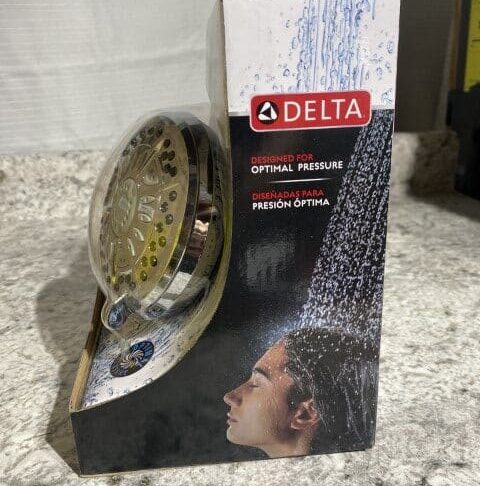 DELTA
DESIGNED FOR
OPTIMAL PRESSURE
DISEÑADAS PARA
PRESIÓN ÓPTIMA